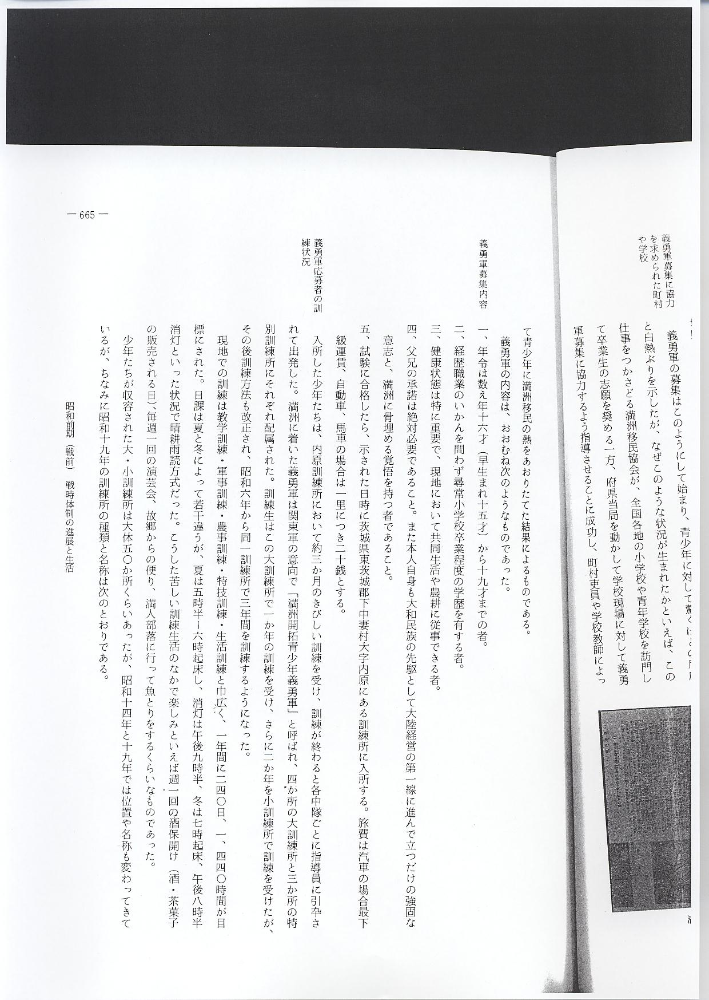 義勇軍募集に協力
を求められた町村
や学校
義勇軍の募集はこのようにして始まり、青少年に対して驚くほどの
と白熱ぶりを示したが、なぜこのような状況が生まれたかといえば、この
仕事をつかさどる満洲移民協会が、全国各地の小学校や青年学校を訪問し
て卒業生の志願を奨める一方、府県当局を動かして学校現場に対して義勇
軍募集に協力するよう指導させることに成功し、町村吏員や学校教師によっ
て青少年に満洲移民の熱をあおりたてた結果によるものである。
義勇軍募集内容
義勇軍の内容は、おおむね次のようなものであった。
一、年令は数え年十六才（早生まれ十五才）から十九才までの者。
二、経歴職業のいかんを問わず尋常小学校卒業程度の学歴を有する者。
三、健康状態は特に重要で、現地において共同生活や農耕に従事できる者。
四、父兄の承諾は絶対必要であること。また本人自身も大和民族の先駆として大陸経営の第一線に進んで立つだけの強固な
意志と、満洲に骨埋める覚悟を持つ者であること。
五、試験に合格したら、示された日時に茨城県東茨城郡下中妻村大字内原にある訓練所に入所する。旅費は汽車の場合最下
級運賃、自動車、馬車の場合は一里につき二十銭とする。
義勇軍応募者の訓
練状況
入所した少年たちは、内原訓練所において約三か月のきびしい訓練を受け、訓練が終わると各中隊ごとに指導員に引卆さ
れて出発した。満洲に着いた義勇軍は関東軍の意向で「満洲開拓青少年義勇軍」と呼ばれ、四か所の大訓練所と三か所の特
別訓練所にそれぞれ配属された。訓練生はこの大訓練所で一か年の訓練を受け、さらに二か年を小訓練所で訓練を受けたが、
その後訓練方法も改正され、昭和六年から同一訓練所で三年間を訓練するようになった。
現地での訓練は教学訓練・軍事訓練・農事訓練・特技訓練・生活訓練と巾広く、一年間に二四〇日、一、四四〇時間が目
標にされた。日課は夏と冬によって若干違うが、夏は五時半～六時起床し、消灯は午後九時半、冬は七時起床、午後八時半
消灯といった状況で晴耕雨読方式だった。こうした苦しい訓練生活のなかで楽しみといえば週一回の酒保開け（酒・茶菓子
の販売される日）、毎週一回の演芸会、故郷からの便り、満人部落に行って魚とりをするくらいなものであった。
少年たちが収容された大・小訓練所は大体五〇か所くらいあったが、昭和十四年と十九年では位置や名称も変わってきて
いるが、ちなみに昭和十九年の訓練所の種類と名称は次のとおりである。
昭和前期（戦前）　戦時体制の進展と生活
― 665 ―